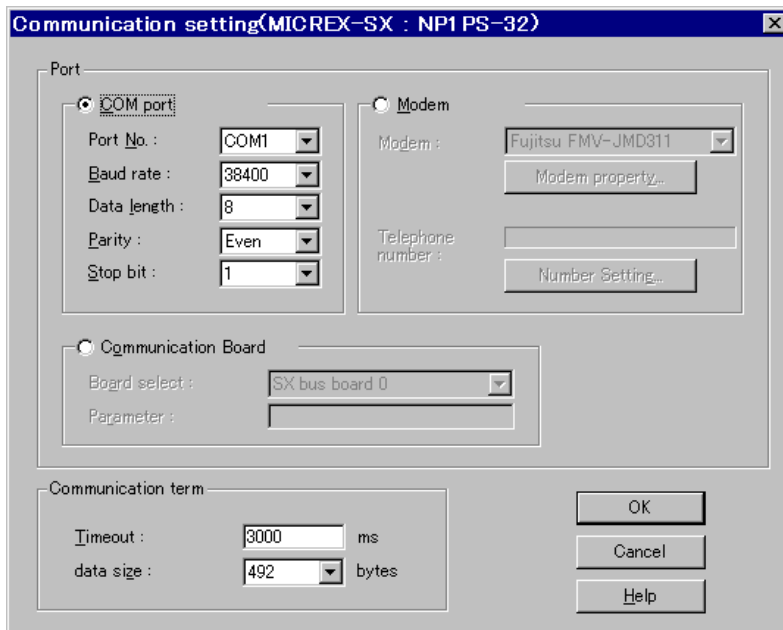 Communication setting(MICREX-SX : NP1PS-32)
Port
COM port
Port No. : COM1
Baud rate : 38400
Data length : 8
Parity : Even
Stop bit : 1
Modem
Modem : Fujitsu FMV-JMD311
Modem property...
Telephone
number :
Number Setting...
Communication Board
Board select : SX bus board 0
Parameter :
Communication term
Timeout : 3000 ms
data size : 492 bytes
OK
Cancel
Help